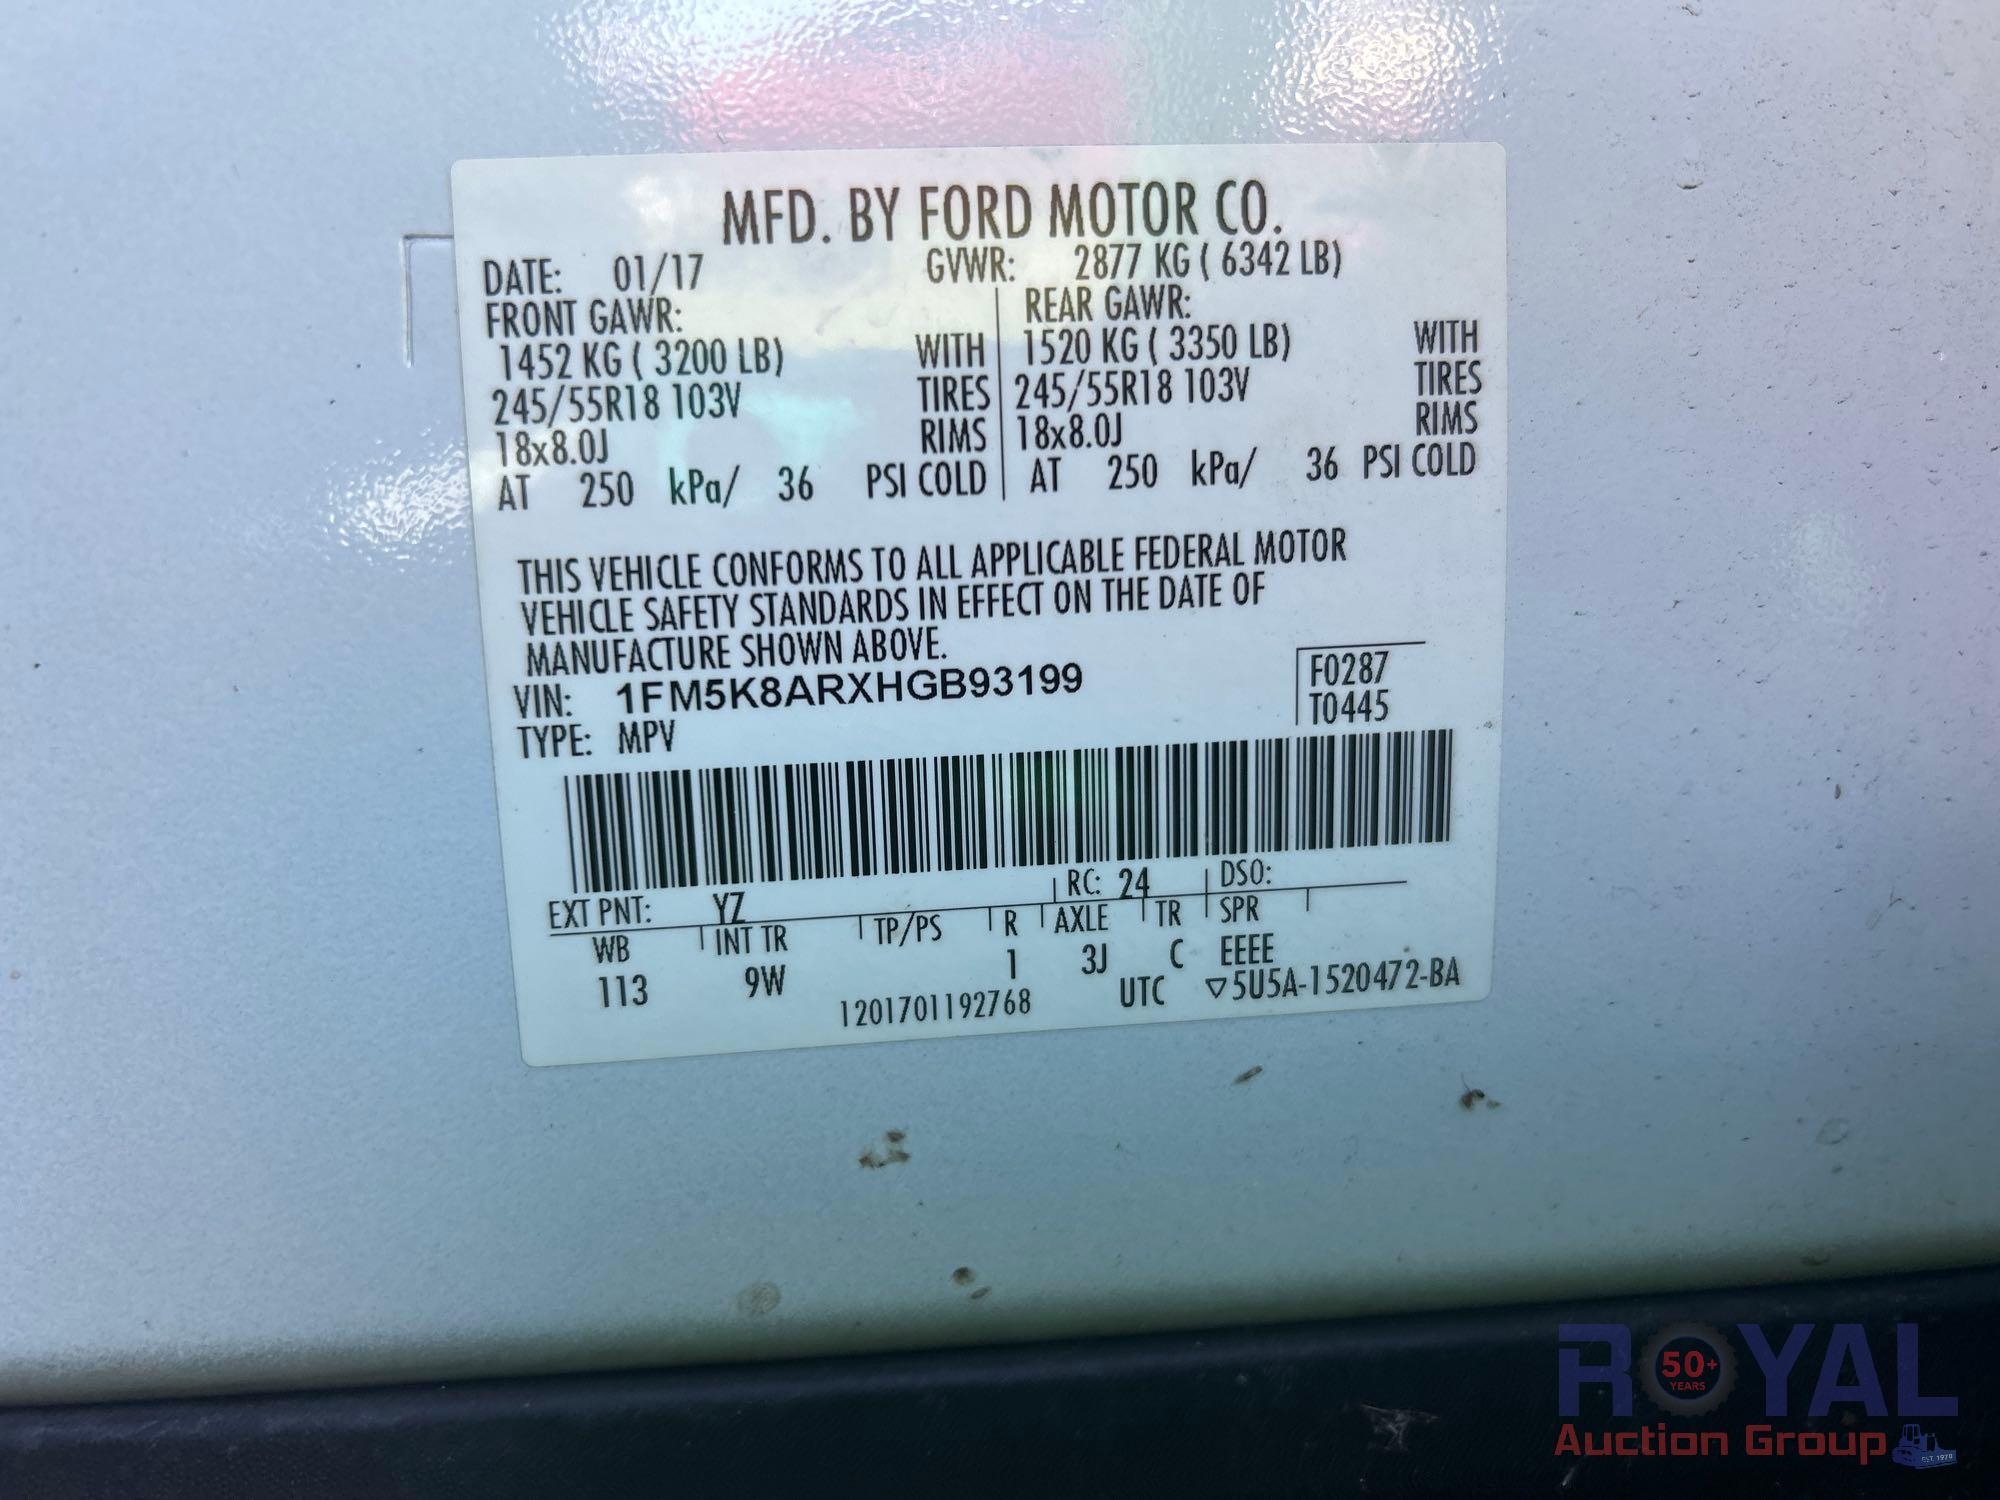 MFD. BY FORD MOTOR CO.
DATE: 01/17 GVWR: 2877 KG ( 6342 LB)
FRONT GAWR: REAR GAWR:
1452 KG ( 3200 LB) WITH 1520 KG ( 3350 LB) WITH
245/55R18 103V TIRES 245/55R18 103V TIRES
18x8.0J RIMS 18x8.0J RIMS
AT 250 kPa/ 36 PSI COLD AT 250 kPa/ 36 PSI COLD
THIS VEHICLE CONFORMS TO ALL APPLICABLE FEDERAL MOTOR
VEHICLE SAFETY STANDARDS IN EFFECT ON THE DATE OF
MANUFACTURE SHOWN ABOVE.
VIN: 1FM5K8ARXHGB93199 F0287
TYPE: MPV T0445
EXT PNT: YZ RC: 24 DSO:
WB INT TR TP/PS R AXLE TR SPR
113 9W 1 3J C EEEE
1201701192768 UTC ▽5U5A-1520472-BA
ROYAL
50+
YEARS
Auction Group
EST. 1970